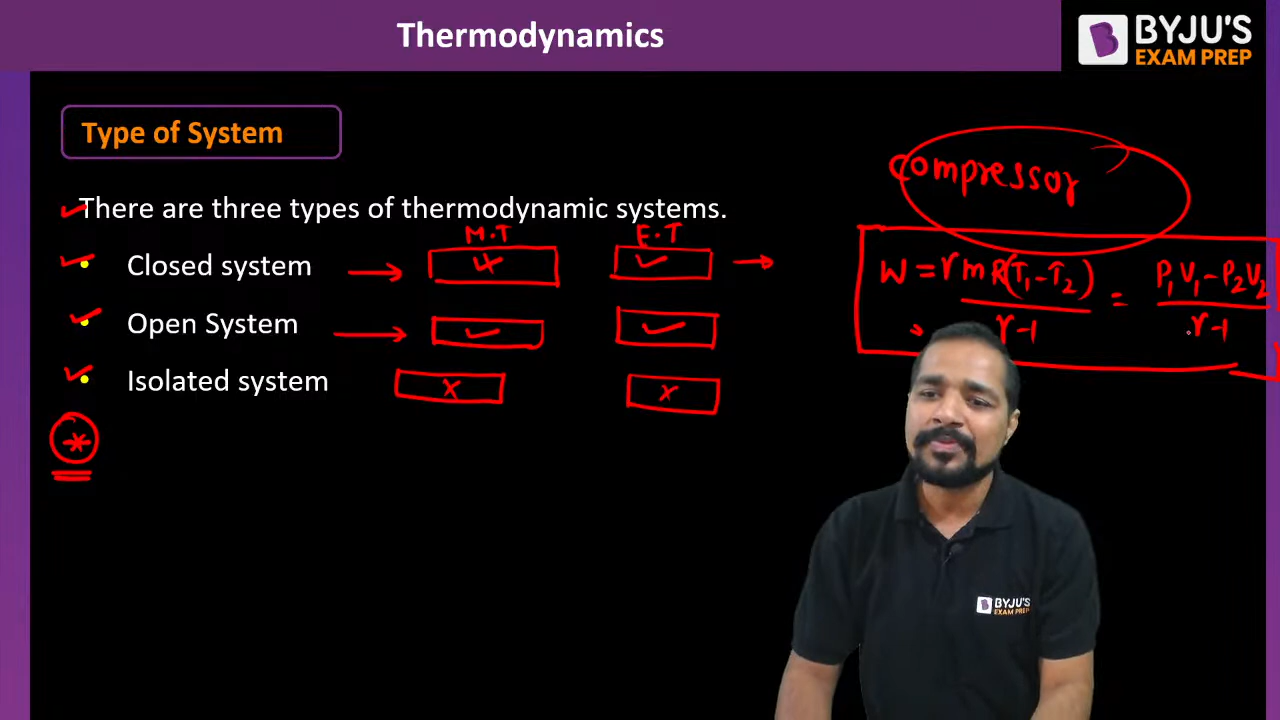 Thermodynamics
BYJU'S
EXAM PREP
Type of System
compressor
There are three types of thermodynamic systems.
M.T E.T
• Closed system → ✓ →
W = γ m R(T₁-T₂) / γ-1 = P₁V₁-P₂V₂ / γ-1
• Open System → ✓ ✓
• Isolated system x x
*
BYJU'S
EXAM PREP